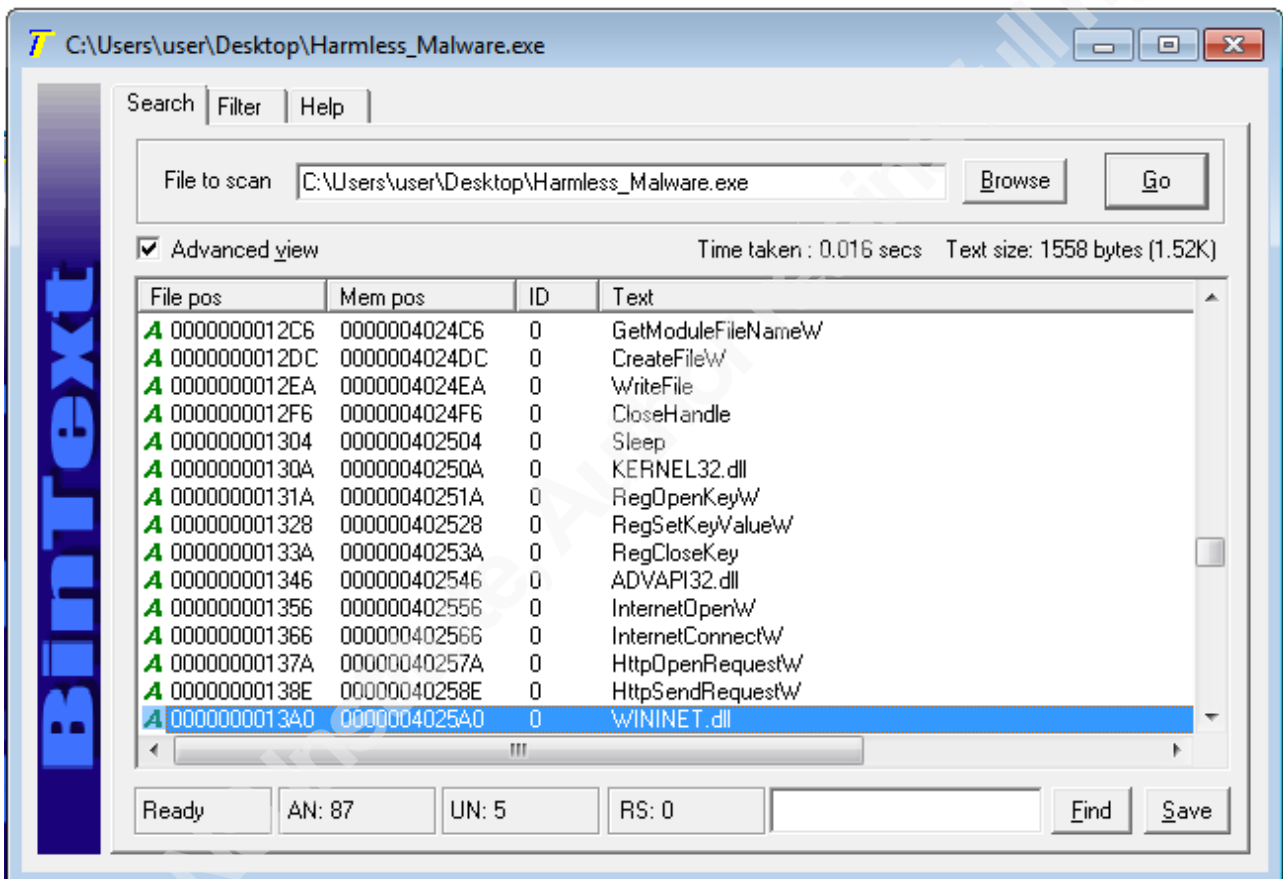 C:\Users\user\Desktop\Harmless_Malware.exe
Search Filter Help
File to scan C:\Users\user\Desktop\Harmless_Malware.exe Browse Go
Advanced view Time taken : 0.016 secs Text size: 1558 bytes (1.52K)
File pos Mem pos ID Text
A 0000000012C6 0000004024C6 0 GetModuleFileNameW
A 0000000012DC 0000004024DC 0 CreateFileW
A 0000000012EA 0000004024EA 0 WriteFile
A 0000000012F6 0000004024F6 0 CloseHandle
A 000000001304 000000402504 0 Sleep
A 00000000130A 00000040250A 0 KERNEL32.dll
A 00000000131A 00000040251A 0 RegOpenKeyW
A 000000001328 000000402528 0 RegSetKeyValueW
A 00000000133A 00000040253A 0 RegCloseKey
A 000000001346 000000402546 0 ADVAPI32.dll
A 000000001356 000000402556 0 InternetOpenW
A 000000001366 000000402566 0 InternetConnectW
A 00000000137A 00000040257A 0 HttpOpenRequestW
A 00000000138E 00000040258E 0 HttpSendRequestW
A 0000000013A0 0000004025A0 0 WININET.dll
Ready AN: 87 UN: 5 RS: 0 Find Save
BinText